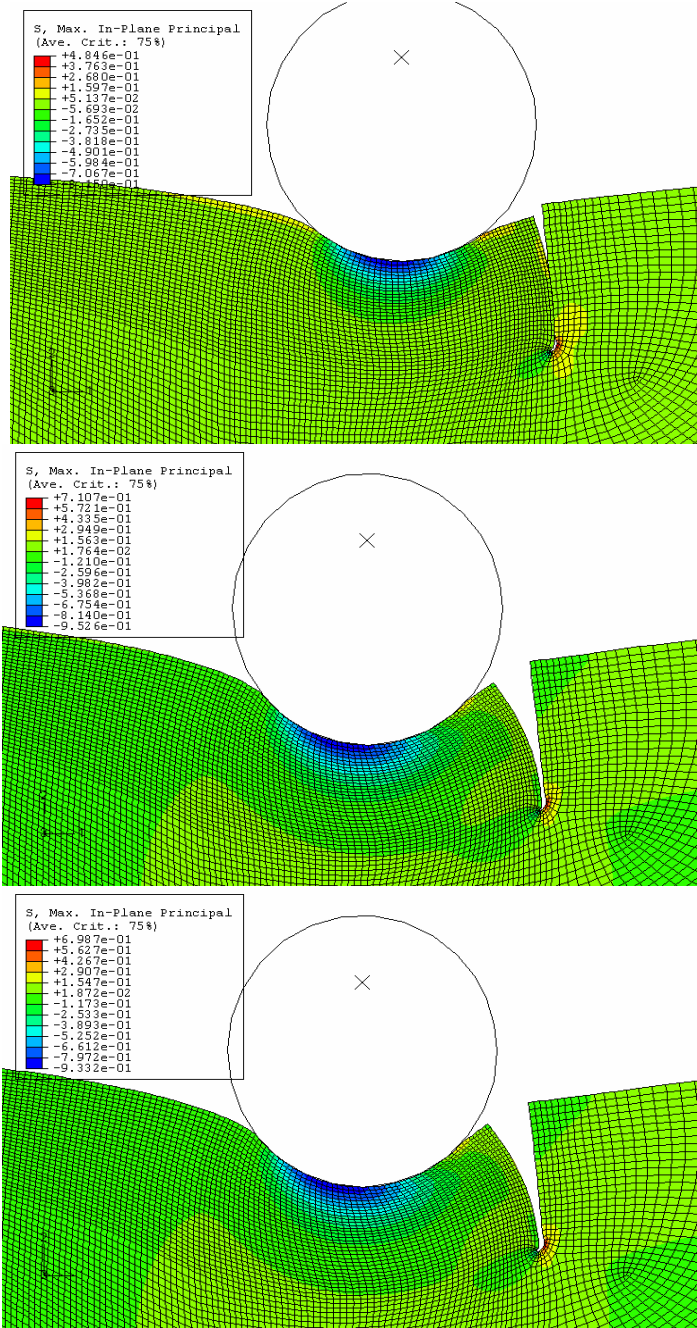 S, Max. In-Plane Principal
(Ave. Crit.: 75%)
+4.846e-01
+3.763e-01
+2.680e-01
+1.597e-01
+5.137e-02
-5.693e-02
-1.652e-01
-2.735e-01
-3.818e-01
-4.901e-01
-5.984e-01
-7.067e-01
S, Max. In-Plane Principal
(Ave. Crit.: 75%)
+7.107e-01
+5.721e-01
+4.335e-01
+2.949e-01
+1.563e-01
+1.764e-02
-1.210e-01
-2.596e-01
-3.982e-01
-5.368e-01
-6.754e-01
-8.140e-01
-9.526e-01
S, Max. In-Plane Principal
(Ave. Crit.: 75%)
+6.987e-01
+5.627e-01
+4.267e-01
+2.907e-01
+1.547e-01
+1.872e-02
-1.173e-01
-2.533e-01
-3.893e-01
-5.252e-01
-6.612e-01
-7.972e-01
-9.332e-01